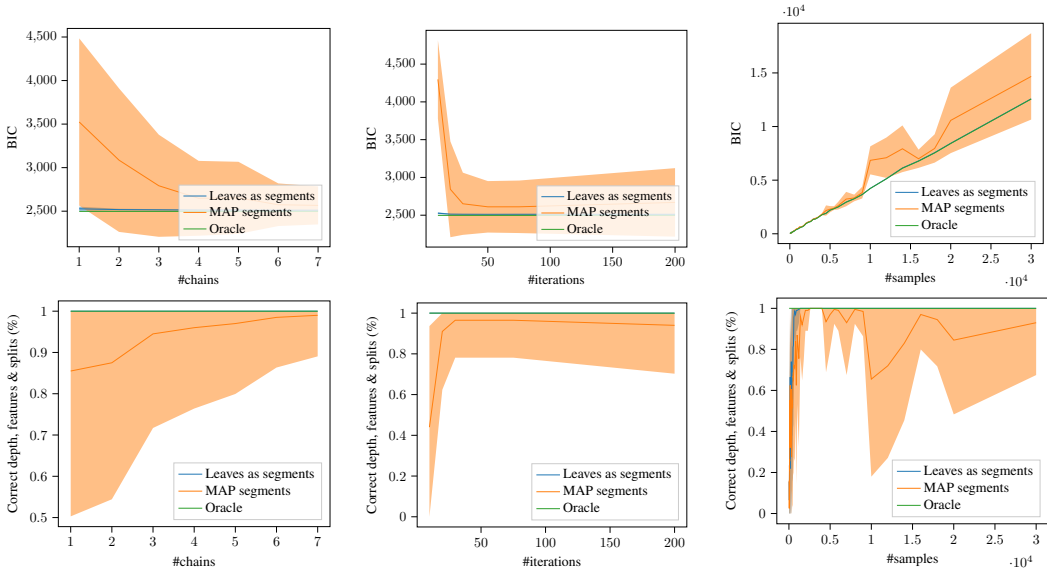 4,500
4,000
3,500
3,000
2,500
BIC
1
2
3
4
5
6
7
#chains
Leaves as segments
MAP segments
Oracle
4,500
4,000
3,500
3,000
2,500
BIC
50
100
150
200
#iterations
Leaves as segments
MAP segments
Oracle
·10⁴
1.5
1
0.5
0
BIC
0
0.5
1
1.5
2
2.5
3
#samples
·10⁴
Leaves as segments
MAP segments
Oracle
1
0.9
0.8
0.7
0.6
0.5
Correct depth, features & splits (%)
1
2
3
4
5
6
7
#chains
Leaves as segments
MAP segments
Oracle
1
0.8
0.6
0.4
0.2
0
Correct depth, features & splits (%)
50
100
150
200
#iterations
Leaves as segments
MAP segments
Oracle
1
0.8
0.6
0.4
0.2
0
Correct depth, features & splits (%)
0
0.5
1
1.5
2
2.5
3
#samples
·10⁴
Leaves as segments
MAP segments
Oracle